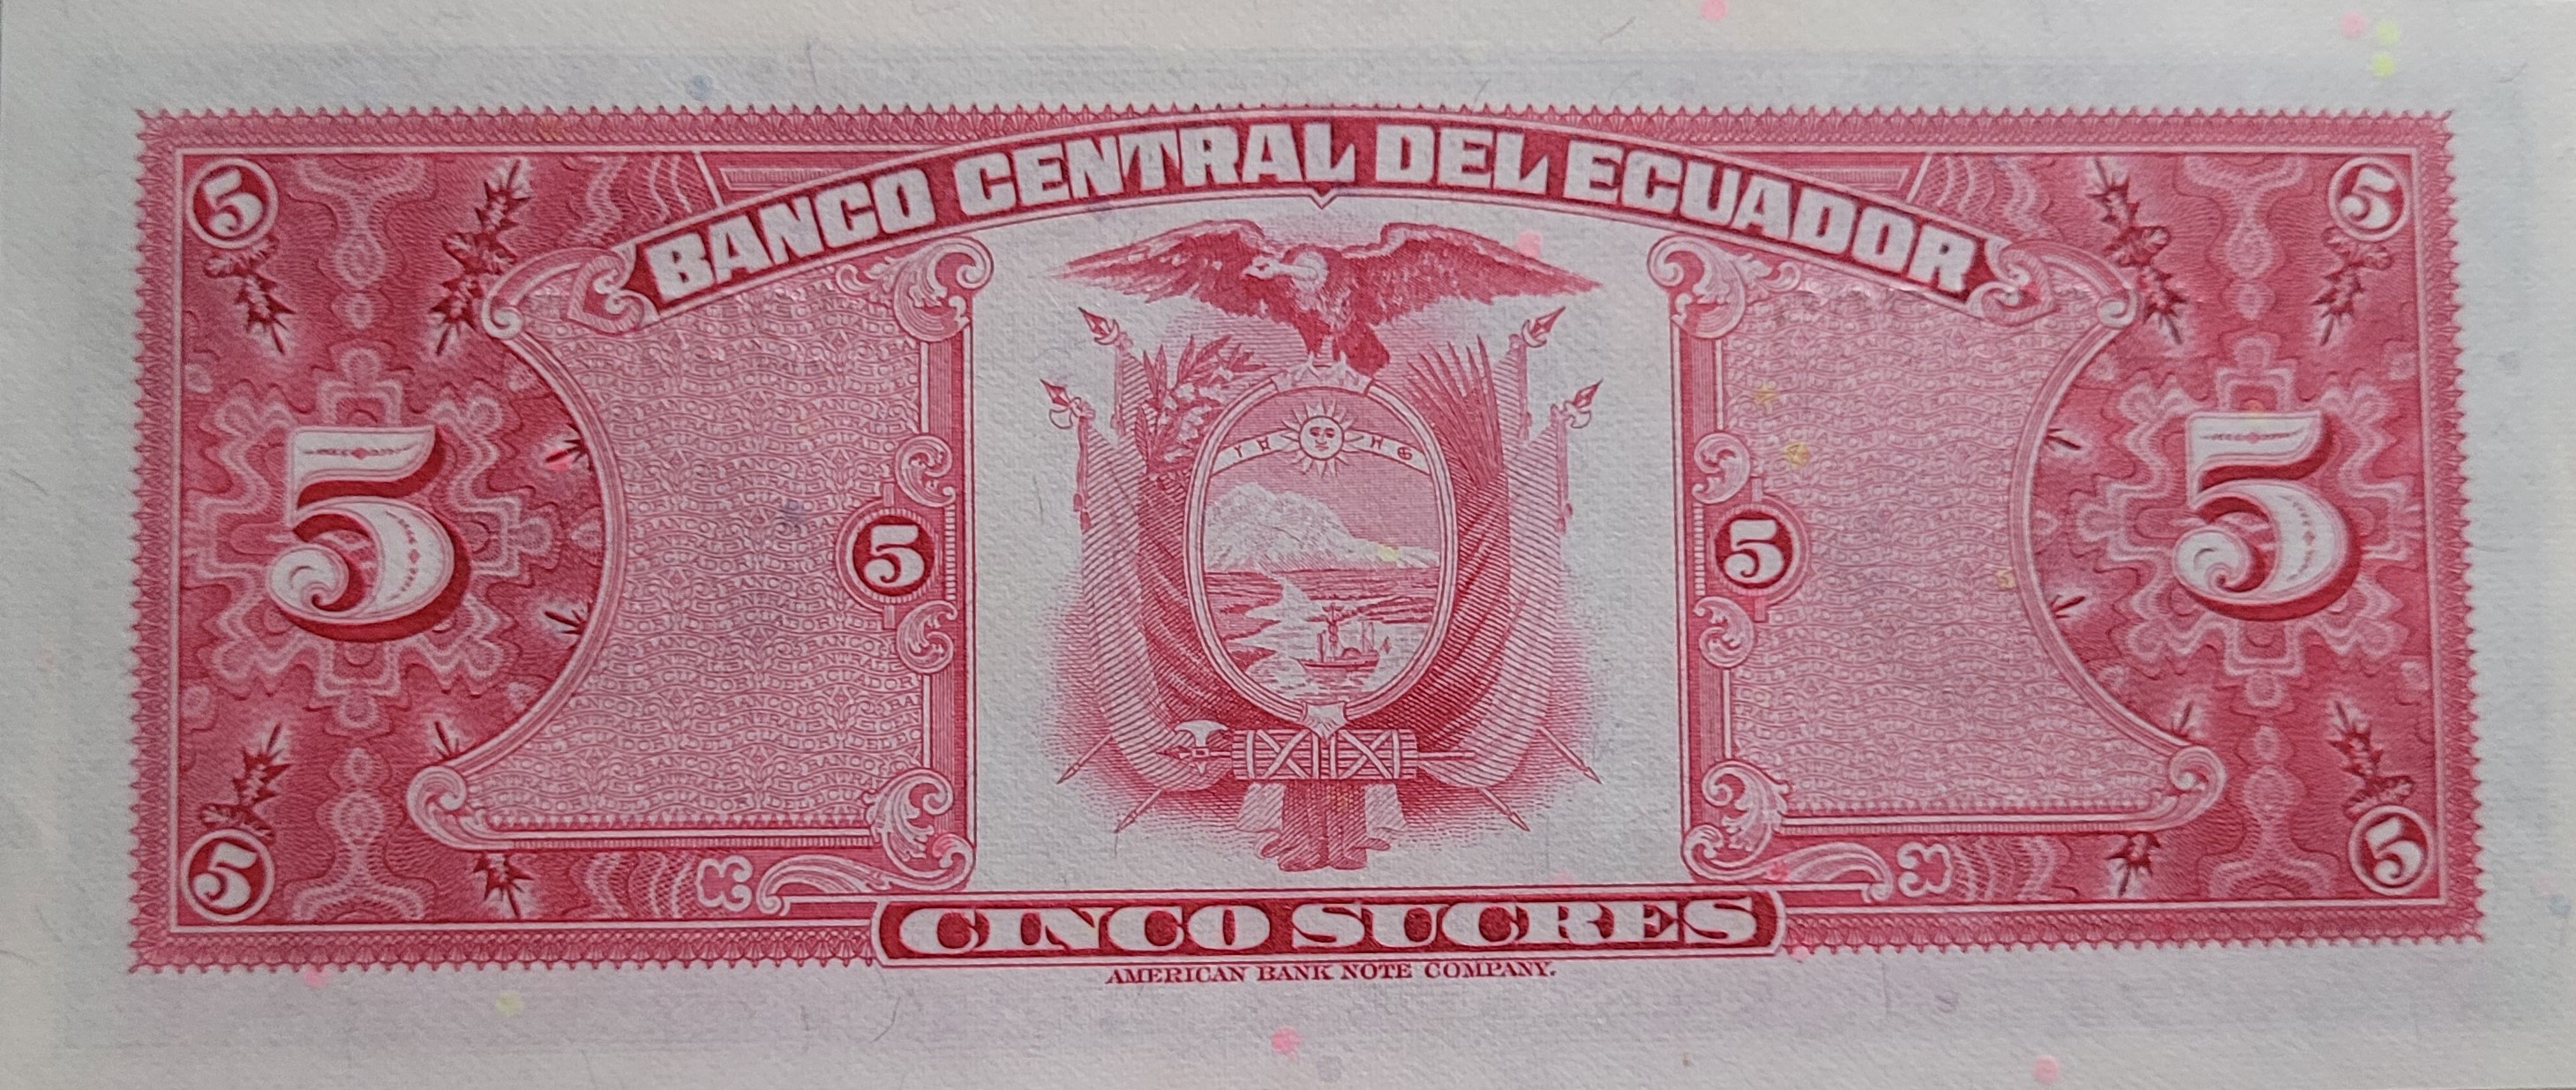 BANCO CENTRAL DEL ECUADOR
5 5
5 5 5 5
5 5
CINCO SUCRES
AMERICAN BANK NOTE COMPANY.